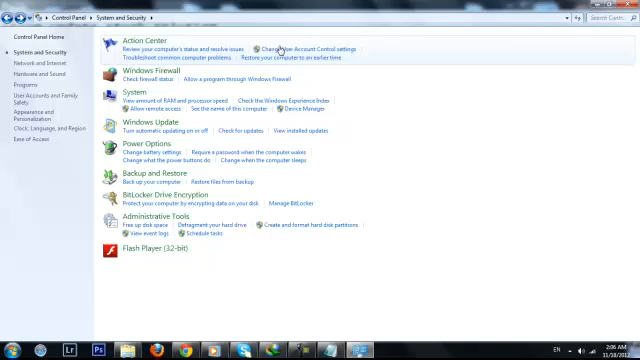 Control Panel ▸ System and Security ▸
Search Contr...
Control Panel Home
System and Security
Network and Internet
Hardware and Sound
Programs
User Accounts and Family
Safety
Appearance and
Personalization
Clock, Language, and Region
Ease of Access
Action Center
Review your computer's status and resolve issues
Change User Account Control settings
Troubleshoot common computer problems
Restore your computer to an earlier time
Windows Firewall
Check firewall status
Allow a program through Windows Firewall
System
View amount of RAM and processor speed
Check the Windows Experience Index
Allow remote access
See the name of this computer
Device Manager
Windows Update
Turn automatic updating on or off
Check for updates
View installed updates
Power Options
Change battery settings
Require a password when the computer wakes
Change what the power buttons do
Change when the computer sleeps
Backup and Restore
Back up your computer
Restore files from backup
BitLocker Drive Encryption
Protect your computer by encrypting data on your disk
Manage BitLocker
Administrative Tools
Free up disk space
Defragment your hard drive
Create and format hard disk partitions
View event logs
Schedule tasks
Flash Player (32-bit)
Lr
Ps
EN
2:06 AM
11/18/2012